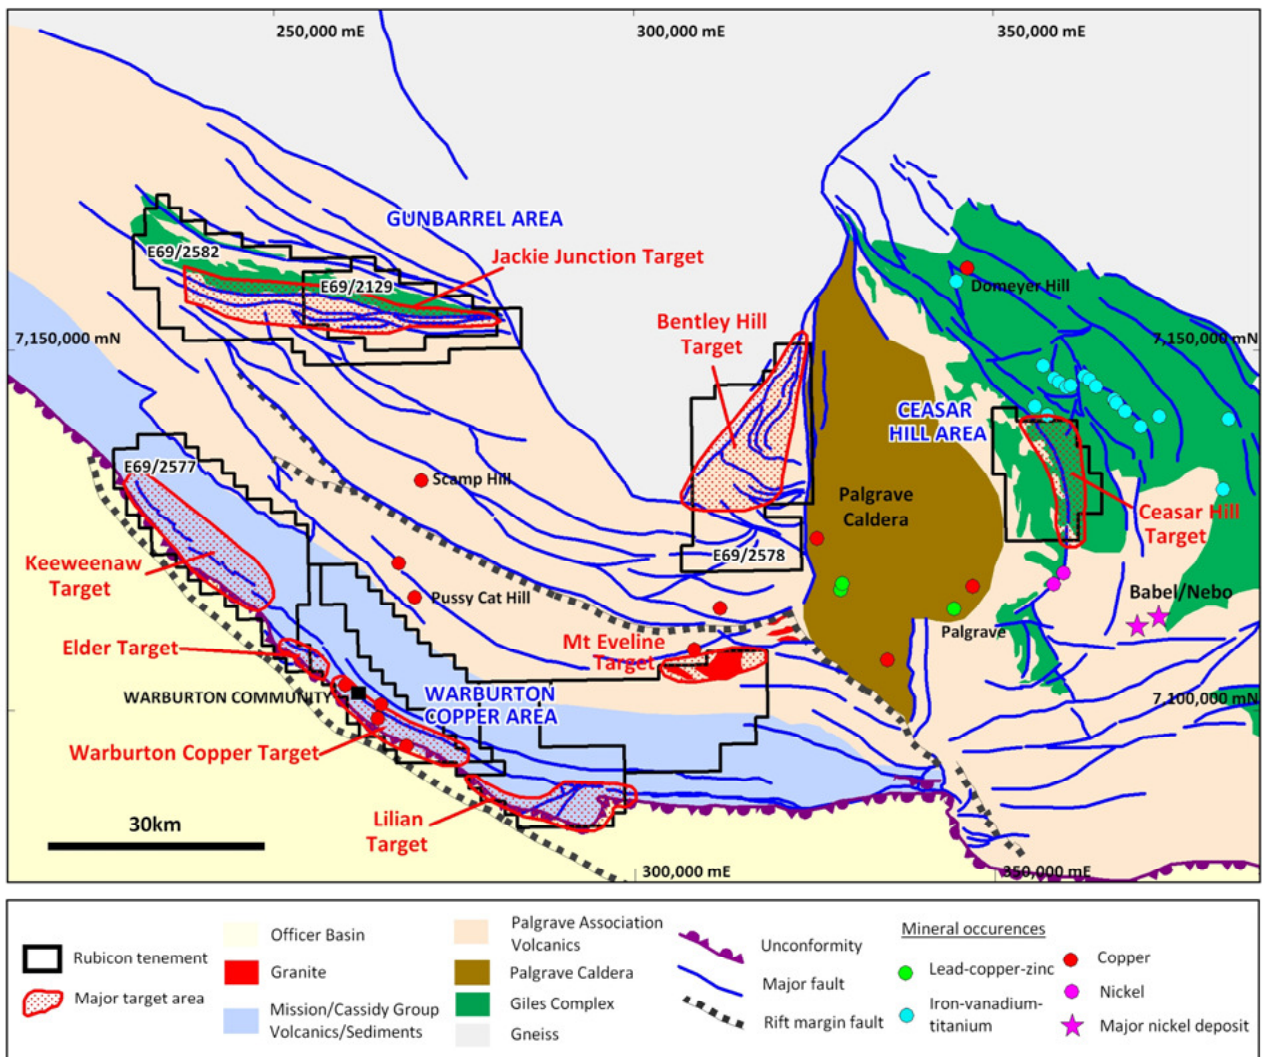 250,000 mE
300,000 mE
350,000 mE
GUNBARREL AREA
E69/2582
Jackie Junction Target
E69/2129
Domeyer Hill
7,150,000 mN
7,150,000 mN
Bentley Hill
Target
CEASAR
HILL AREA
E69/2577
Scamp Hill
Palgrave
Caldera
Ceasar Hill
Target
E69/2578
Keeweenaw
Target
Pussy Cat Hill
Babel/Nebo
Elder Target
Mt Eveline
Target
Palgrave
WARBURTON COMMUNITY
WARBURTON
COPPER AREA
7,100,000 mN
Warburton Copper Target
Lilian
Target
30km
300,000 mE
350,000 mE
Rubicon tenement
Major target area
Officer Basin
Granite
Mission/Cassidy Group
Volcanics/Sediments
Palgrave Association
Volcanics
Palgrave Caldera
Giles Complex
Gneiss
Unconformity
Major fault
Rift margin fault
Mineral occurences
Lead-copper-zinc
Iron-vanadium-
titanium
Copper
Nickel
Major nickel deposit